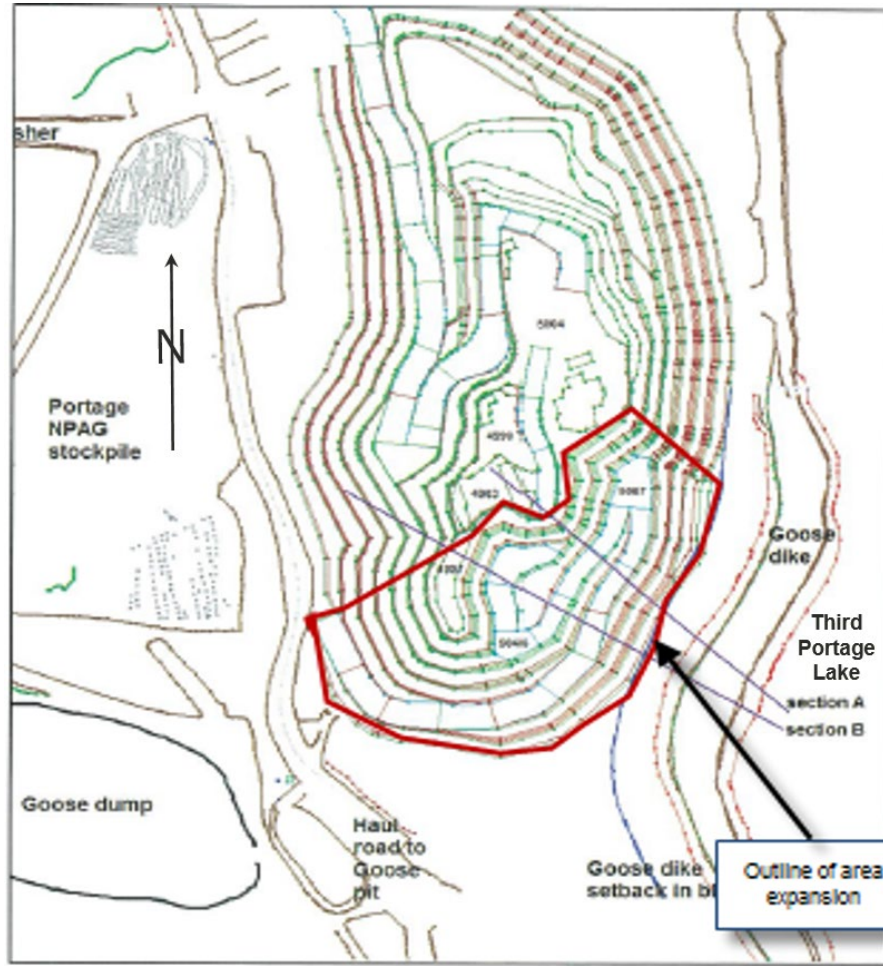 sher
N
5004
Portage
NPAG
stockpile
Goose
dike
Third
Portage
Lake
section A
section B
Goose dump
Haul
road to
Goose
pit
Goose dike
setback in bl
Outline of area
expansion